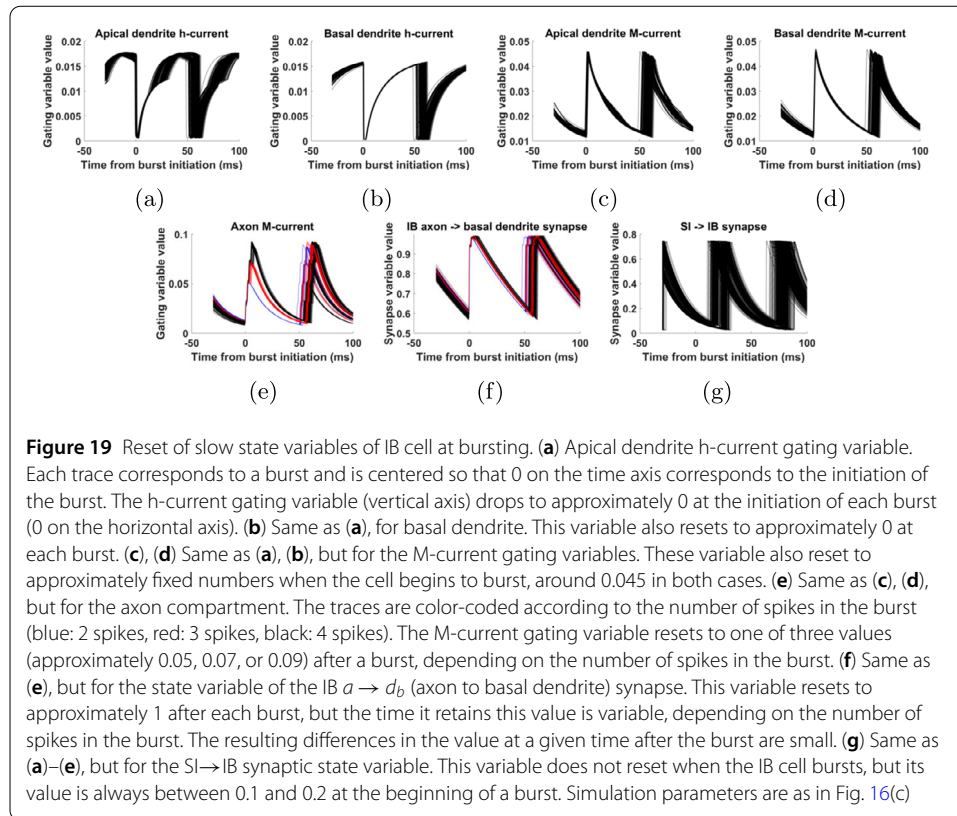 Apical dendrite h-current
Basal dendrite h-current
Apical dendrite M-current
Basal dendrite M-current
Gating variable value
0.02
0.015
0.01
0.005
0
-50 0 50 100
Time from burst initiation (ms)
Gating variable value
0.02
0.015
0.01
0.005
0
-50 0 50 100
Time from burst initiation (ms)
Gating variable value
0.05
0.04
0.03
0.02
0.01
-50 0 50 100
Time from burst initiation (ms)
Gating variable value
0.05
0.04
0.03
0.02
0.01
-50 0 50 100
Time from burst initiation (ms)
(a) (b) (c) (d)
Axon M-current
IB axon -> basal dendrite synapse
SI -> IB synapse
Gating variable value
0.1
0.05
0
-50 0 50 100
Time from burst initiation (ms)
Synapse variable value
0.9
0.8
0.7
0.6
0.5
-50 0 50 100
Time from burst initiation (ms)
Synapse variable value
0.8
0.6
0.4
0.2
0
-50 0 50 100
Time from burst initiation (ms)
(e) (f) (g)
Figure 19 Reset of slow state variables of IB cell at bursting. (a) Apical dendrite h-current gating variable.
Each trace corresponds to a burst and is centered so that 0 on the time axis corresponds to the initiation of
the burst. The h-current gating variable (vertical axis) drops to approximately 0 at the initiation of each burst
(0 on the horizontal axis). (b) Same as (a), for basal dendrite. This variable also resets to approximately 0 at
each burst. (c), (d) Same as (a), (b), but for the M-current gating variables. These variable also reset to
approximately fixed numbers when the cell begins to burst, around 0.045 in both cases. (e) Same as (c), (d),
but for the axon compartment. The traces are color-coded according to the number of spikes in the burst
(blue: 2 spikes, red: 3 spikes, black: 4 spikes). The M-current gating variable resets to one of three values
(approximately 0.05, 0.07, or 0.09) after a burst, depending on the number of spikes in the burst. (f) Same as
(e), but for the state variable of the IB a → d_b (axon to basal dendrite) synapse. This variable resets to
approximately 1 after each burst, but the time it retains this value is variable, depending on the number of
spikes in the burst. The resulting differences in the value at a given time after the burst are small. (g) Same as
(a)–(e), but for the SI→IB synaptic state variable. This variable does not reset when the IB cell bursts, but its
value is always between 0.1 and 0.2 at the beginning of a burst. Simulation parameters are as in Fig. 16(c)